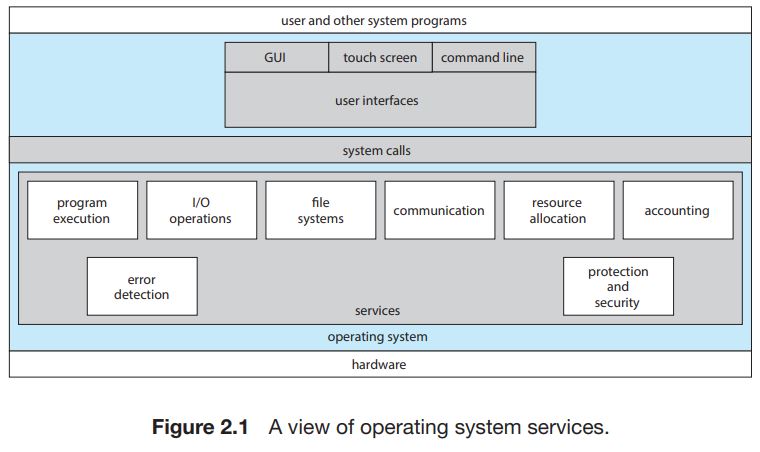 user and other system programs
GUI touch screen command line
user interfaces
system calls
program execution
I/O operations
file systems
communication
resource allocation
accounting
error detection
protection and security
services
operating system
hardware
Figure 2.1 A view of operating system services.